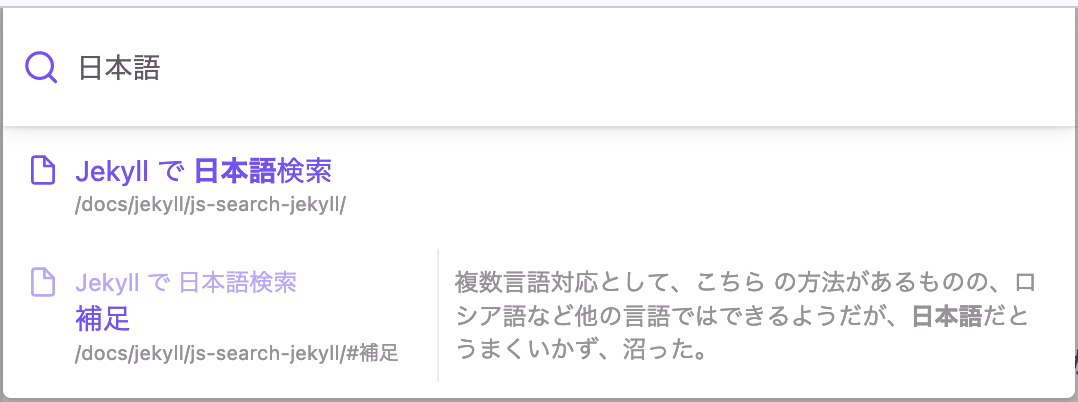 日本語
Jekyll で 日本語検索
/docs/jekyll/js-search-jekyll/
Jekyll で 日本語検索
補足
/docs/jekyll/js-search-jekyll/#補足
複数言語対応として、こちら の方法があるものの、ロ
シア語など他の言語ではできるようだが、日本語だと
うまくいかず、沼った。